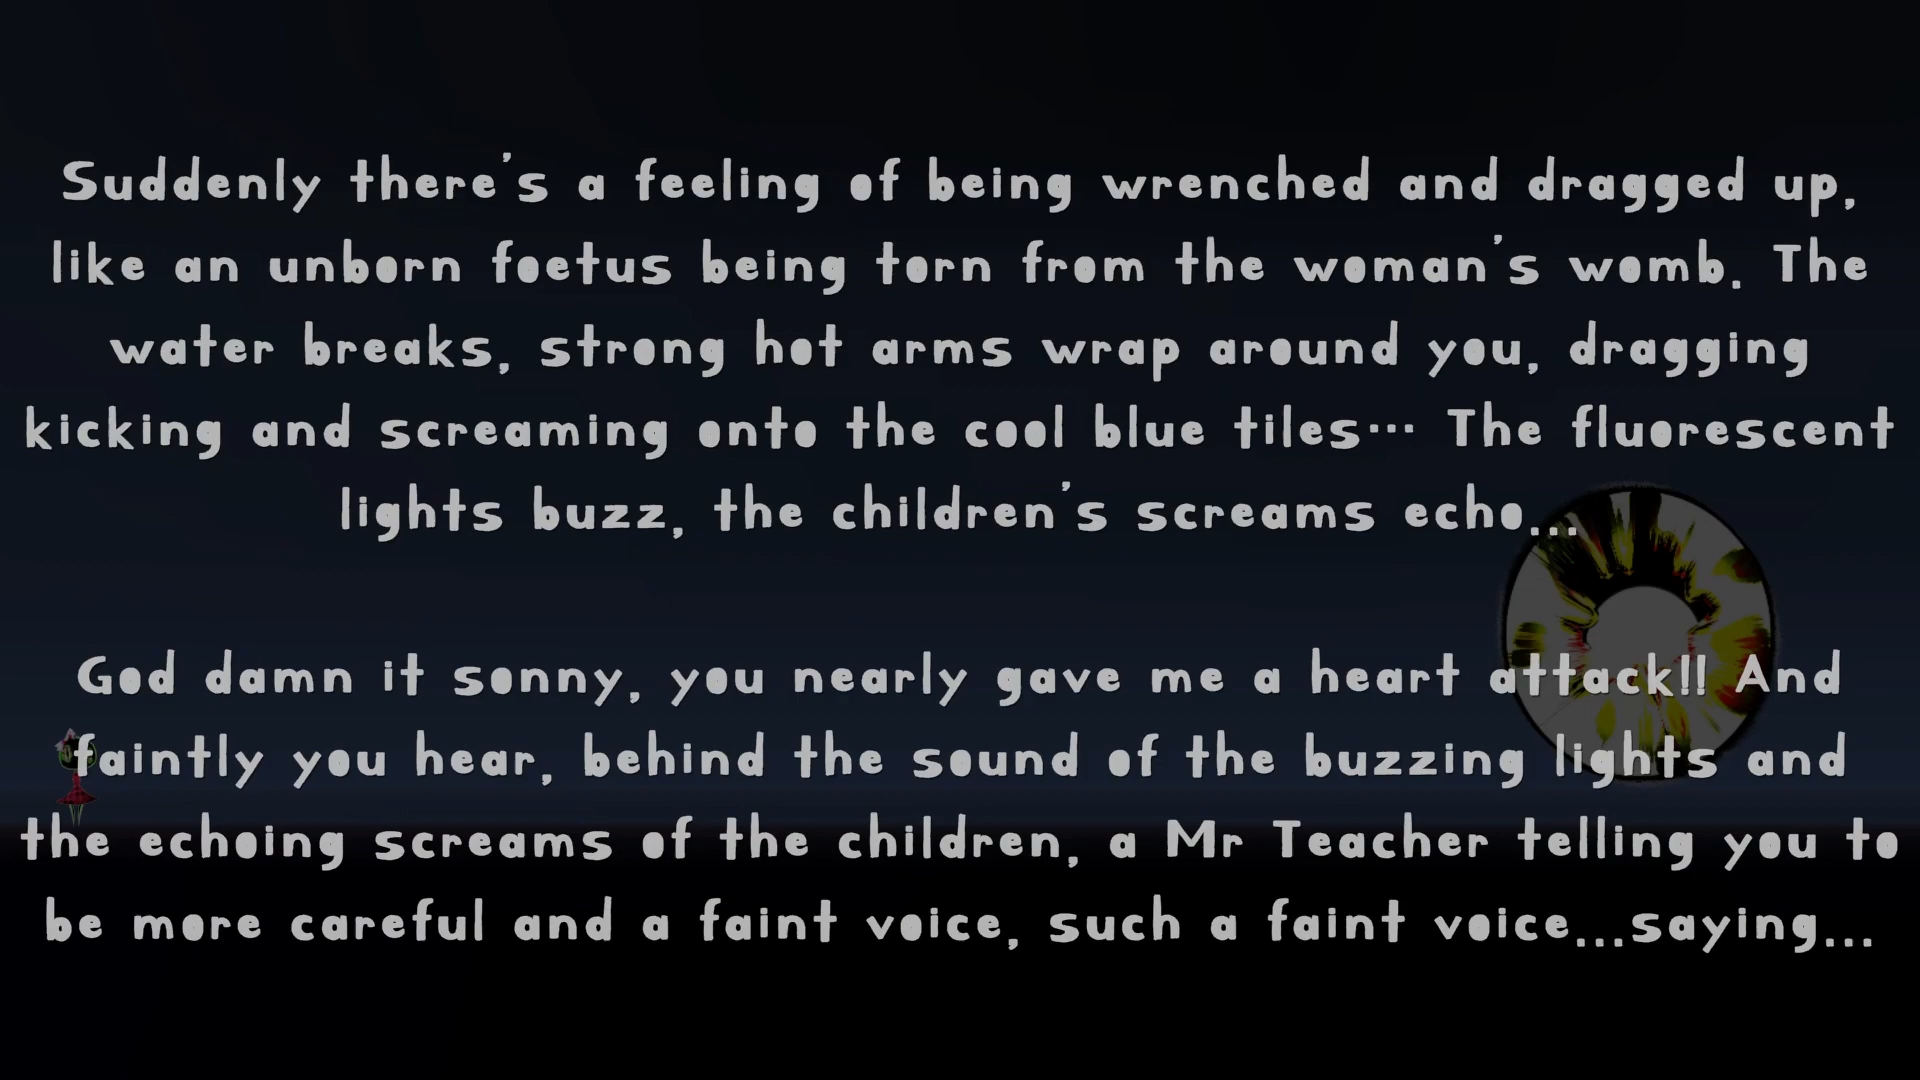 Suddenly there's a feeling of being wrenched and dragged up,
like an unborn foetus being torn from the woman's womb. The
water breaks, strong hot arms wrap around you, dragging
kicking and screaming onto the cool blue tiles... The fluorescent
lights buzz, the children's screams echo...
God damn it sonny, you nearly gave me a heart attack!! And
faintly you hear, behind the sound of the buzzing lights and
the echoing screams of the children, a Mr Teacher telling you to
be more careful and a faint voice, such a faint voice...saying...